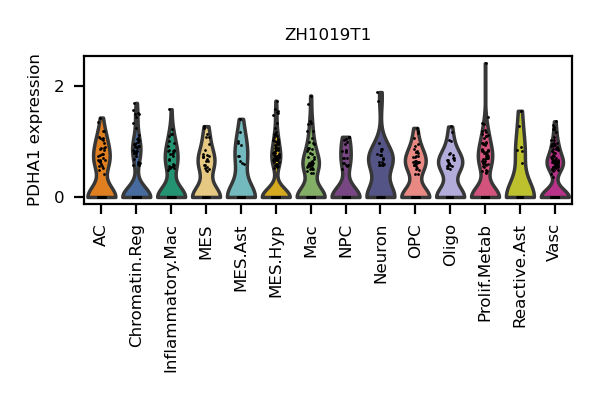 ZH1019T1
PDHA1 expression
2
0
AC
Chromatin.Reg
Inflammatory.Mac
MES
MES.Ast
MES.Hyp
Mac
NPC
Neuron
OPC
Oligo
Prolif.Metab
Reactive.Ast
Vasc